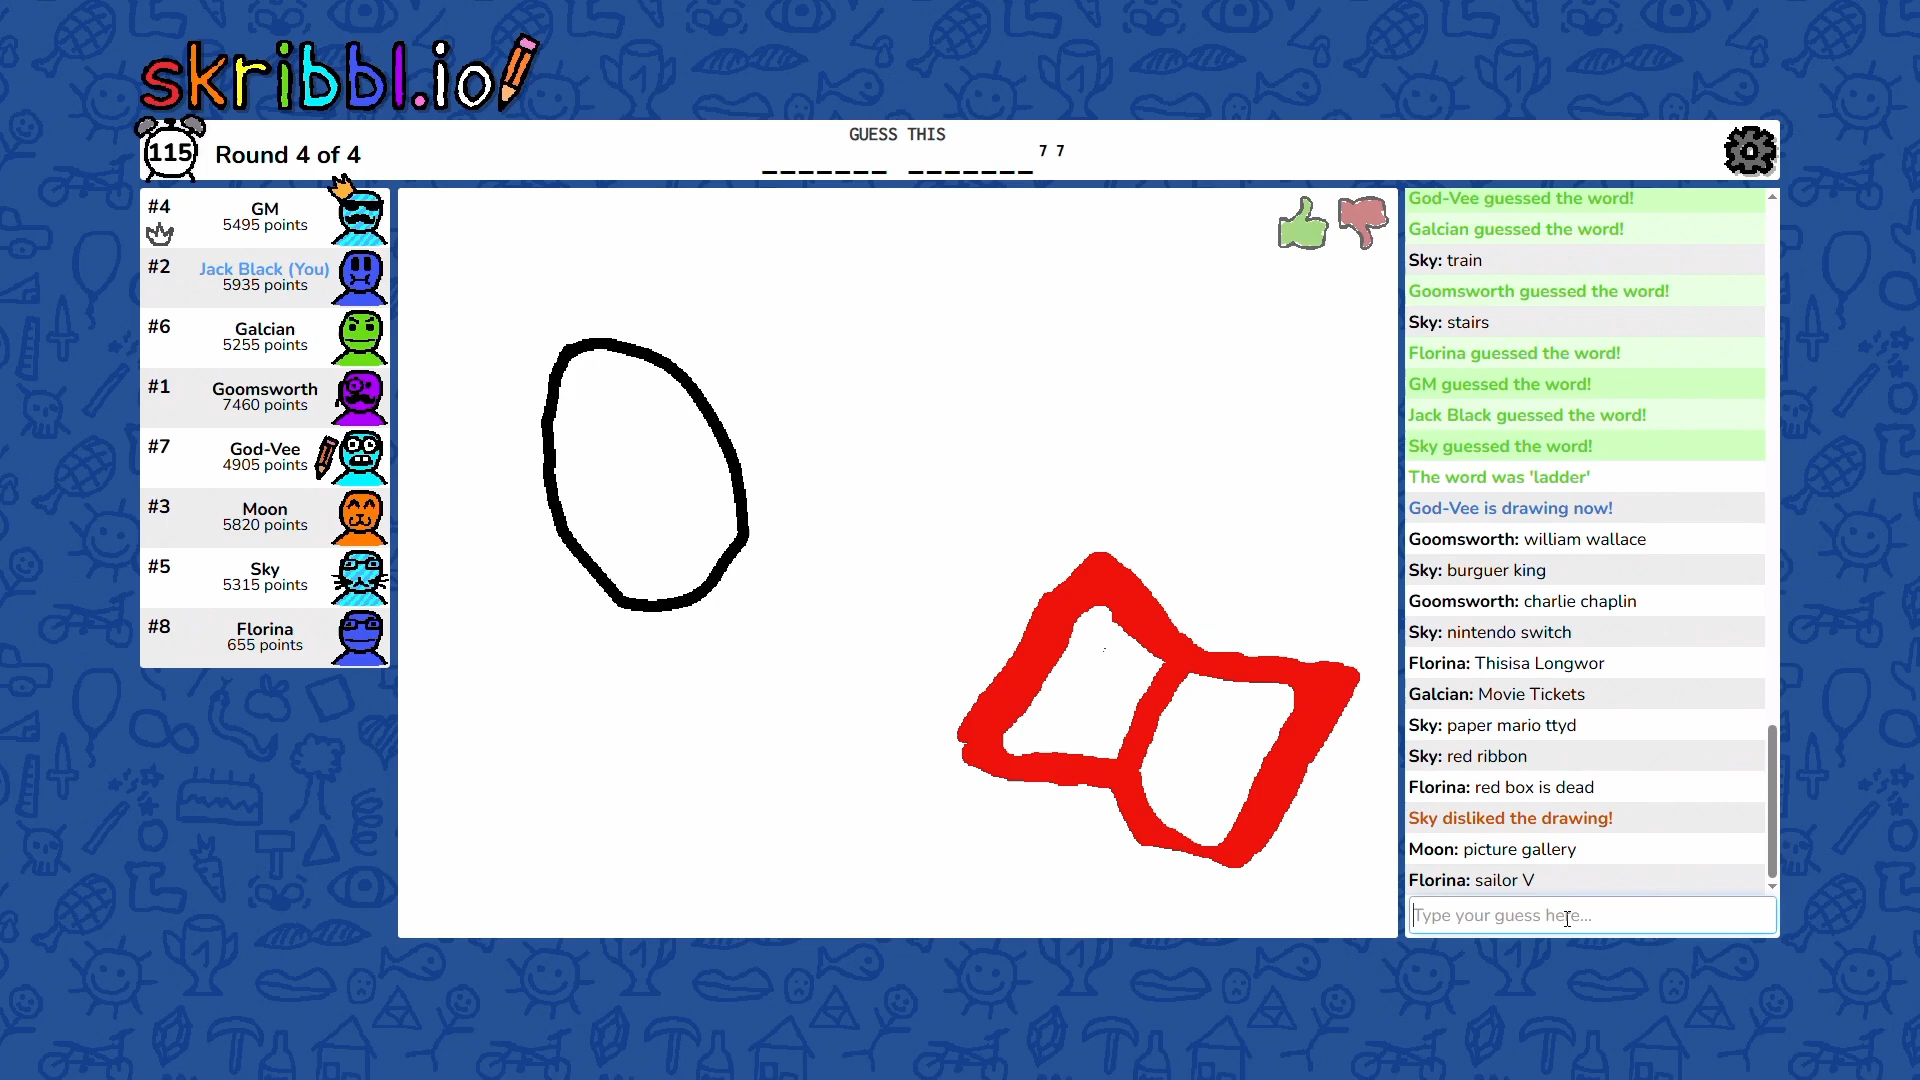 skribbl.io
115
Round 4 of 4
GUESS THIS
_______ _______ 7 7
#4 GM
5495 points
#2 Jack Black (You)
5935 points
#6 Galcian
5255 points
#1 Goomsworth
7460 points
#7 God-Vee
4905 points
#3 Moon
5820 points
#5 Sky
5315 points
#8 Florina
655 points
God-Vee guessed the word!
Galcian guessed the word!
Sky: train
Goomsworth guessed the word!
Sky: stairs
Florina guessed the word!
GM guessed the word!
Jack Black guessed the word!
Sky guessed the word!
The word was 'ladder'
God-Vee is drawing now!
Goomsworth: william wallace
Sky: burguer king
Goomsworth: charlie chaplin
Sky: nintendo switch
Florina: Thisisa Longwor
Galcian: Movie Tickets
Sky: paper mario ttyd
Sky: red ribbon
Florina: red box is dead
Sky disliked the drawing!
Moon: picture gallery
Florina: sailor V
Type your guess here...